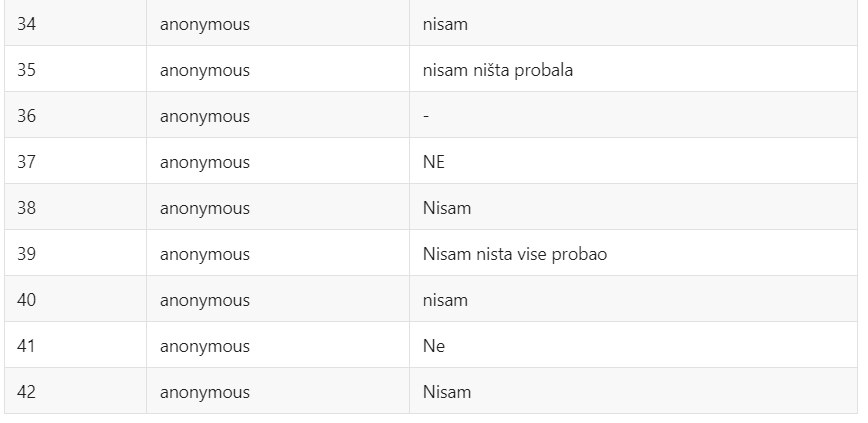 34 anonymous nisam
35 anonymous nisam ništa probala
36 anonymous -
37 anonymous NE
38 anonymous Nisam
39 anonymous Nisam nista vise probao
40 anonymous nisam
41 anonymous Ne
42 anonymous Nisam